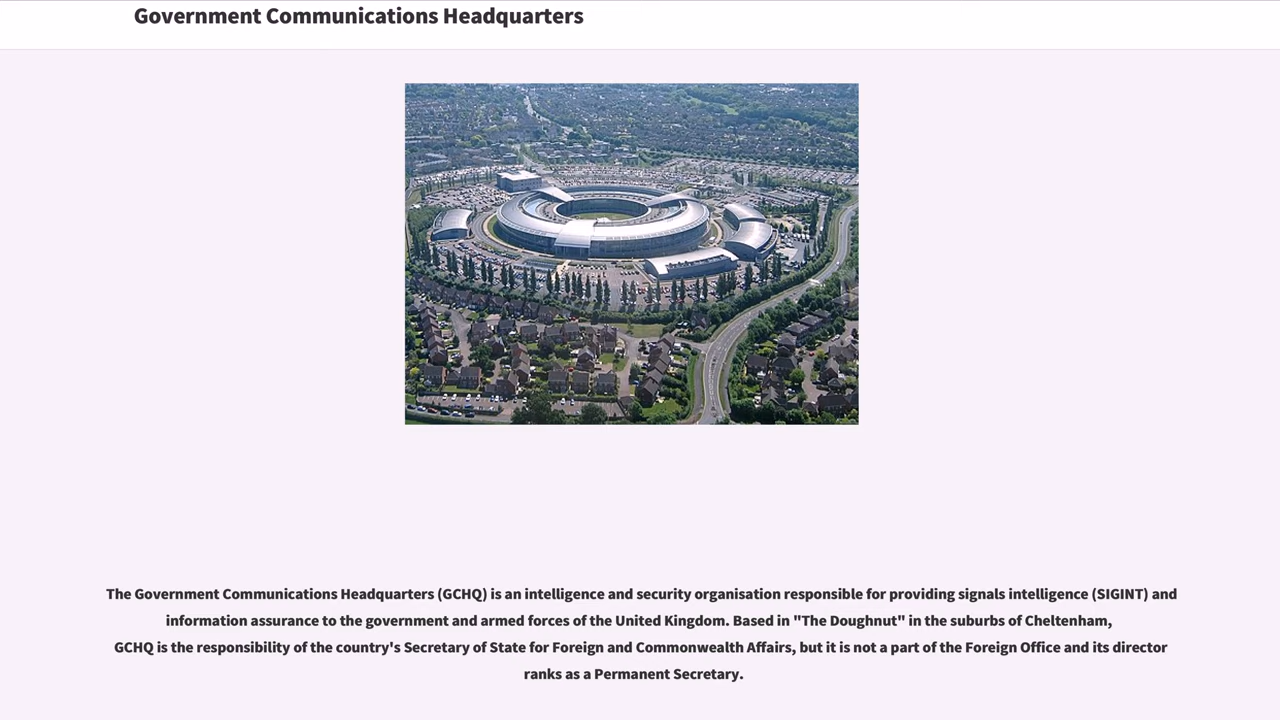 Government Communications Headquarters
The Government Communications Headquarters (GCHQ) is an intelligence and security organisation responsible for providing signals intelligence (SIGINT) and
information assurance to the government and armed forces of the United Kingdom. Based in "The Doughnut" in the suburbs of Cheltenham,
GCHQ is the responsibility of the country's Secretary of State for Foreign and Commonwealth Affairs, but it is not a part of the Foreign Office and its director
ranks as a Permanent Secretary.